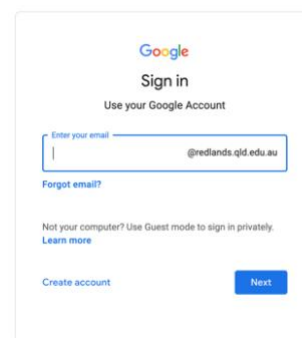 Google
Sign in
Use your Google Account
Enter your email
@redlands.qld.edu.au
Forgot email?
Not your computer? Use Guest mode to sign in privately.
Learn more
Create account
Next